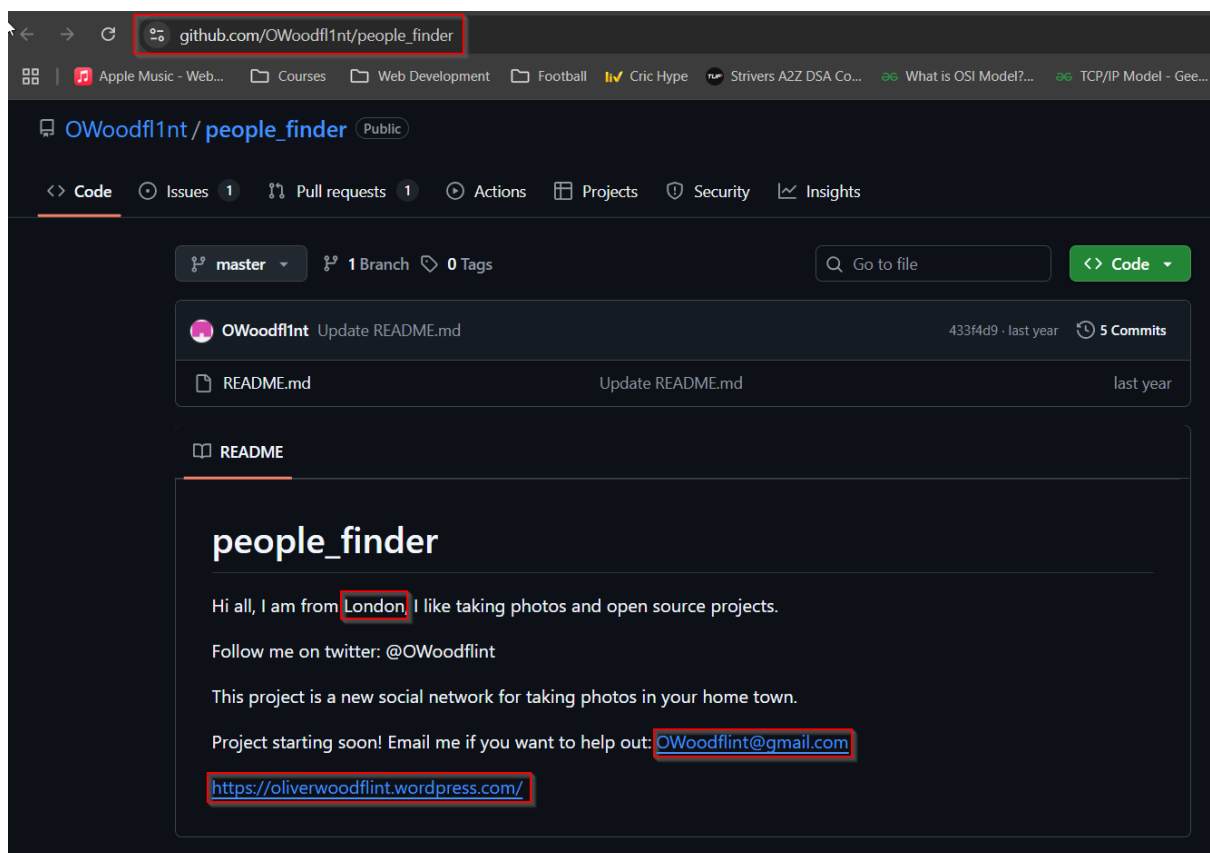 github.com/OWoodfl1nt/people_finder
Apple Music - Web... Courses Web Development Football liv Cric Hype TUF Strivers A2Z DSA Co... What is OSI Model?... TCP/IP Model - Gee...
OWoodfl1nt / people_finder Public
Code Issues 1 Pull requests 1 Actions Projects Security Insights
master 1 Branch 0 Tags Go to file Code
OWoodfl1nt Update README.md 433f4d9 · last year 5 Commits
README.md Update README.md last year
README
people_finder
Hi all, I am from London, I like taking photos and open source projects.
Follow me on twitter: @OWoodflint
This project is a new social network for taking photos in your home town.
Project starting soon! Email me if you want to help out: OWoodflint@gmail.com
https://oliverwoodflint.wordpress.com/